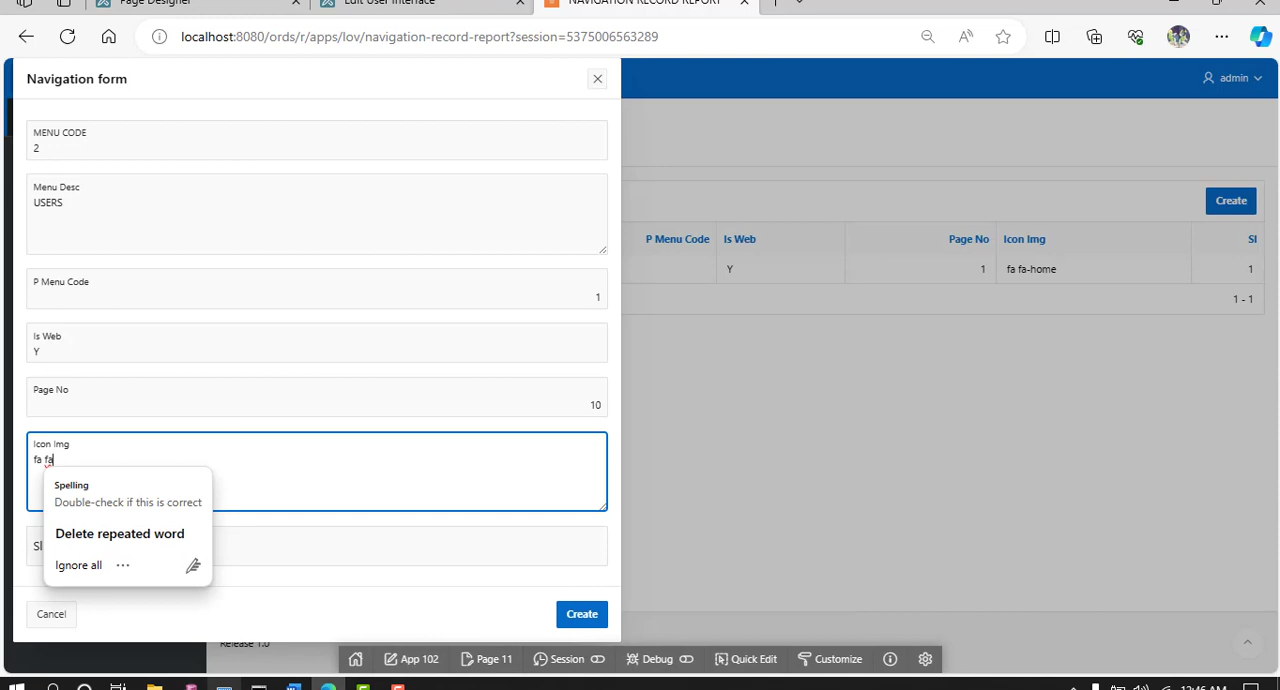 Page Designer
Edit User Interface
NAVIGATION RECORD REPORT
localhost:8080/ords/r/apps/lov/navigation-record-report?session=5375006563289
Navigation form
admin
MENU CODE
2
Menu Desc
USERS
Create
P Menu Code
Is Web
Page No
Icon Img
Sl
Y
1
fa fa-home
1
1 - 1
P Menu Code
1
Is Web
Y
Page No
10
Icon Img
fa fa
Spelling
Double-check if this is correct
Delete repeated word
Ignore all
Sl
Cancel
Create
Release 1.0
App 102
Page 11
Session
Debug
Quick Edit
Customize
12:46 AM